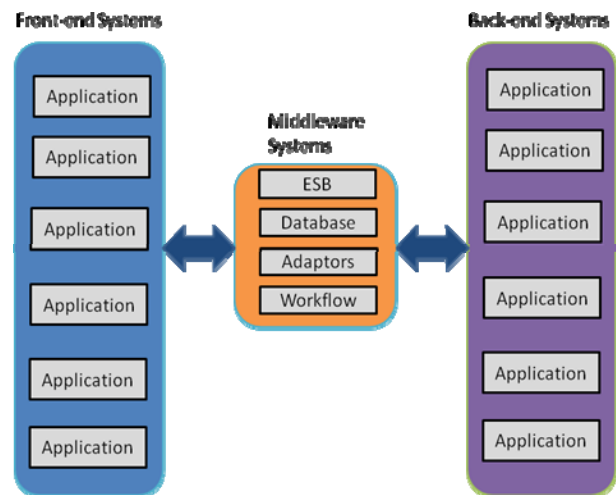 Front-end Systems
Application
Application
Application
Application
Application
Application
Middleware
Systems
ESB
Database
Adaptors
Workflow
Back-end Systems
Application
Application
Application
Application
Application
Application